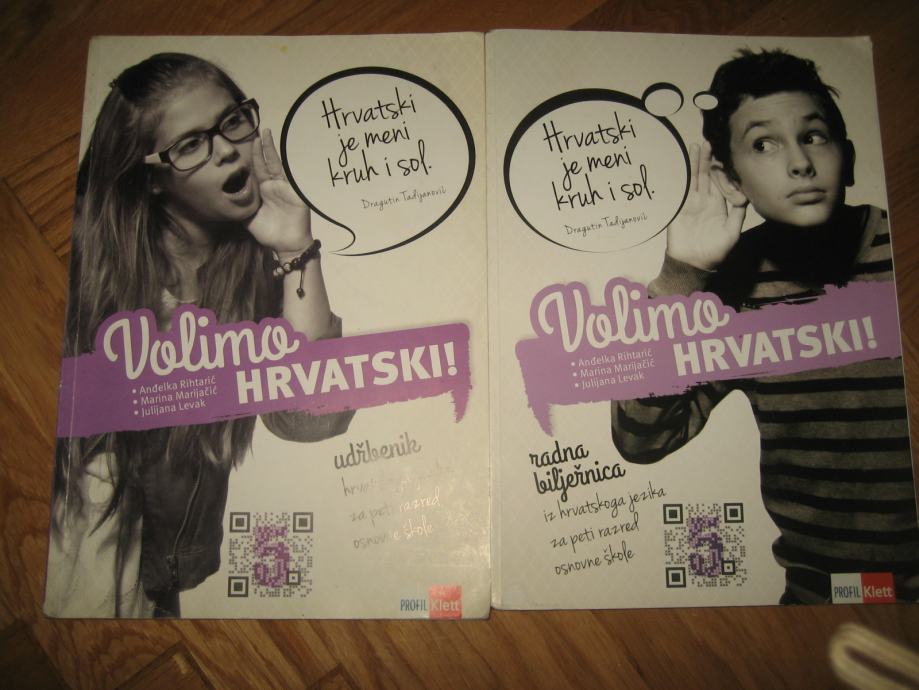 Hrvatski
je meni
kruh i sol.
Dragutin Tadijanović
Volimo
HRVATSKI!
• Anđelka Rihtarić
• Marina Marijačić
• Julijana Levak
udžbenik
za peti razred
osnovne škole
5
PROFIL Klett
Hrvatski
je meni
kruh i sol.
Dragutin Tadijanović
Volimo
HRVATSKI!
• Anđelka Rihtarić
• Marina Marijačić
• Julijana Levak
radna
bilježnica
iz hrvatskoga jezika
za peti razred
osnovne škole
5
PROFIL Klett